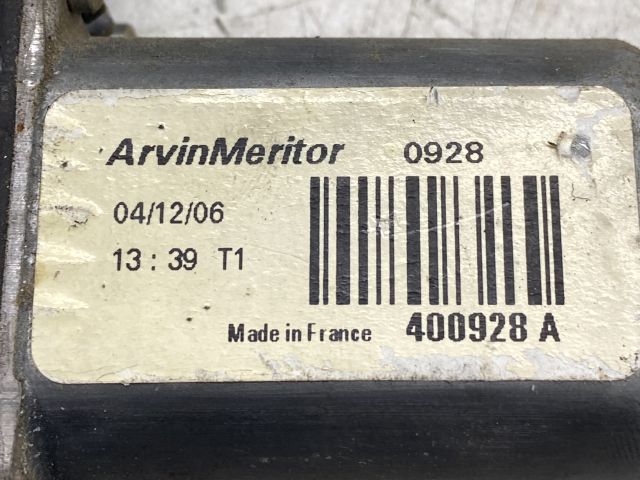 ArvinMeritor 0928
04/12/06
13:39 T1
Made in France 400928 A